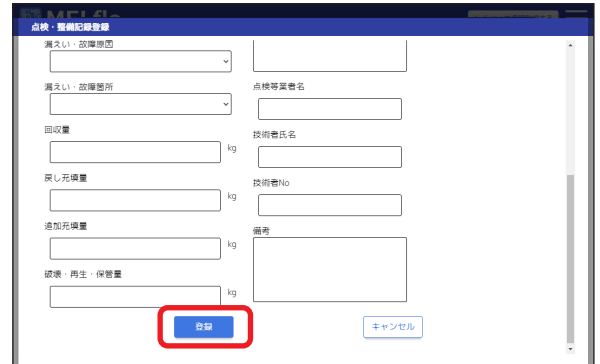 MELflo
点検・整備記録登録
漏えい・故障原因
漏えい・故障箇所
回収量
kg
戻し充填量
kg
追加充填量
kg
破壊・再生・保管量
kg
点検等業者名
技術者氏名
技術者No
備考
登録
キャンセル